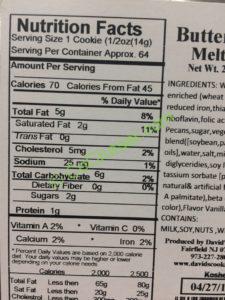 Nutrition Facts
Serving Size 1 Cookie (1/2oz(14g)
Serving Per Container Approx. 64
Amount Per Serving
Calories 70 Calories From Fat 45
% Daily Value*
Total Fat 5g 8%
Saturated Fat 2g 11%
Trans Fat 0g
Cholesterol 5mg 2%
Sodium 25 mg 1%
Total Carbohydrate 6g 2%
Dietary Fiber 0g 0%
Sugars 2g
Protein 1g
Vitamin A 2% * Vitamin C 0%
Calcium 2% * Iron 2%
* Percent Daily Values are based on 2,000 calorie
diet. Your daily values may be higher or lower
depending on your calorie needs.
Calories 2,000 2,500
Total Fat Less than 65g 80g
Sat Fat Less than 20g 25g
Butte
Melt
Net Wt. 2
INGREDIENTS: W
enriched (wheat
reduced iron, thia
riboflavin, folic ac
Pecans, sugar, veg
blend([soybean, p
oils], water, salt, mi
diglycerides, soy
tassium sorbate [p
natural& artificial
A palmitate), beta
color), Flavor Vanill
CONTAINS:
MILK, SOY, NUTS, W
Produced by David
Fairfield NJ
973-227-28
www.davidscook
Koshe
04/27/1